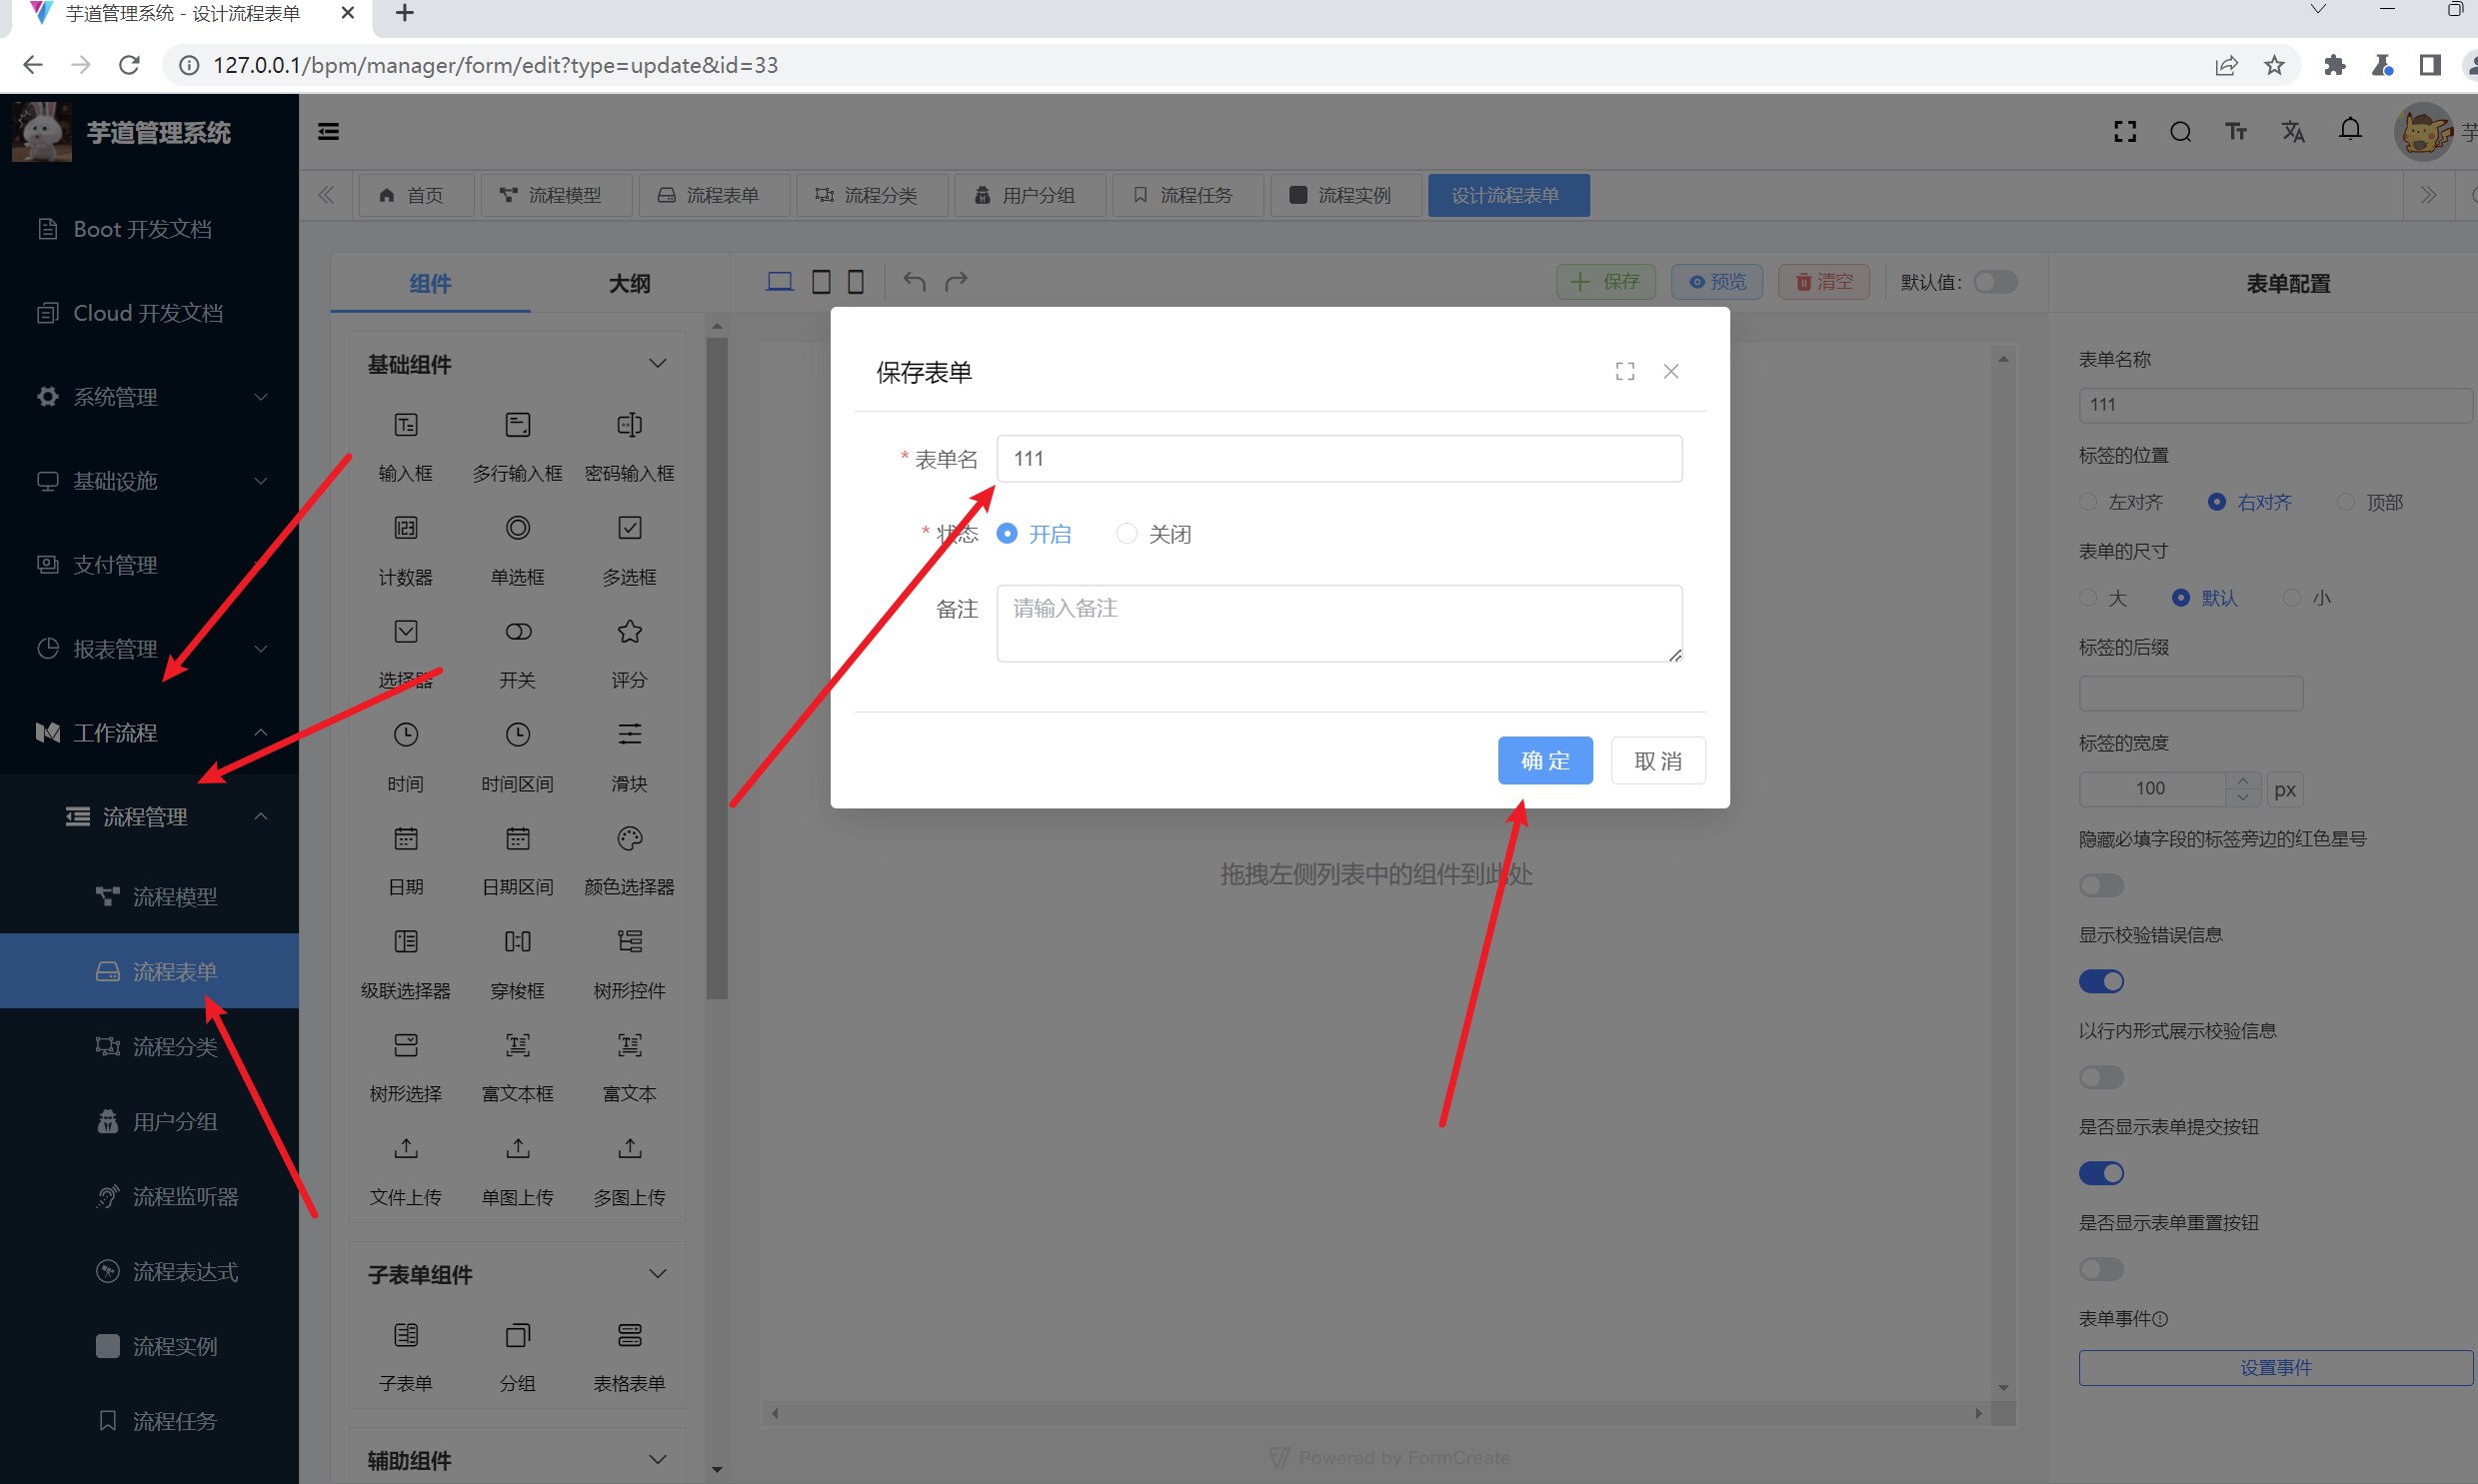 芋道管理系统 - 设计流程表单
127.0.0.1/bpm/manager/form/edit?type=update&id=33
芋道管理系统
Boot 开发文档
Cloud 开发文档
系统管理
基础设施
支付管理
报表管理
工作流程
流程管理
流程模型
流程表单
流程分类
用户分组
流程监听器
流程表达式
流程实例
流程任务
芋
首页 流程模型 流程表单 流程分类 用户分组 流程任务 流程实例 设计流程表单
组件 大纲
保存 预览 清空 默认值:
基础组件
输入框 多行输入框 密码输入框
计数器 单选框 多选框
选择器 开关 评分
时间 时间区间 滑块
日期 日期区间 颜色选择器
级联选择器 穿梭框 树形控件
树形选择 富文本框 富文本
文件上传 单图上传 多图上传
子表单组件
子表单 分组 表格表单
辅助组件
保存表单
* 表单名 111
* 状态 开启 关闭
备注 请输入备注
确定 取消
拖拽左侧列表中的组件到此处
Powered by FormCreate
表单配置
表单名称
111
标签的位置
左对齐 右对齐 顶部
表单的尺寸
大 默认 小
标签的后缀
标签的宽度
100 px
隐藏必填字段的标签旁边的红色星号
显示校验错误信息
以行内形式展示校验信息
是否显示表单提交按钮
是否显示表单重置按钮
表单事件
设置事件